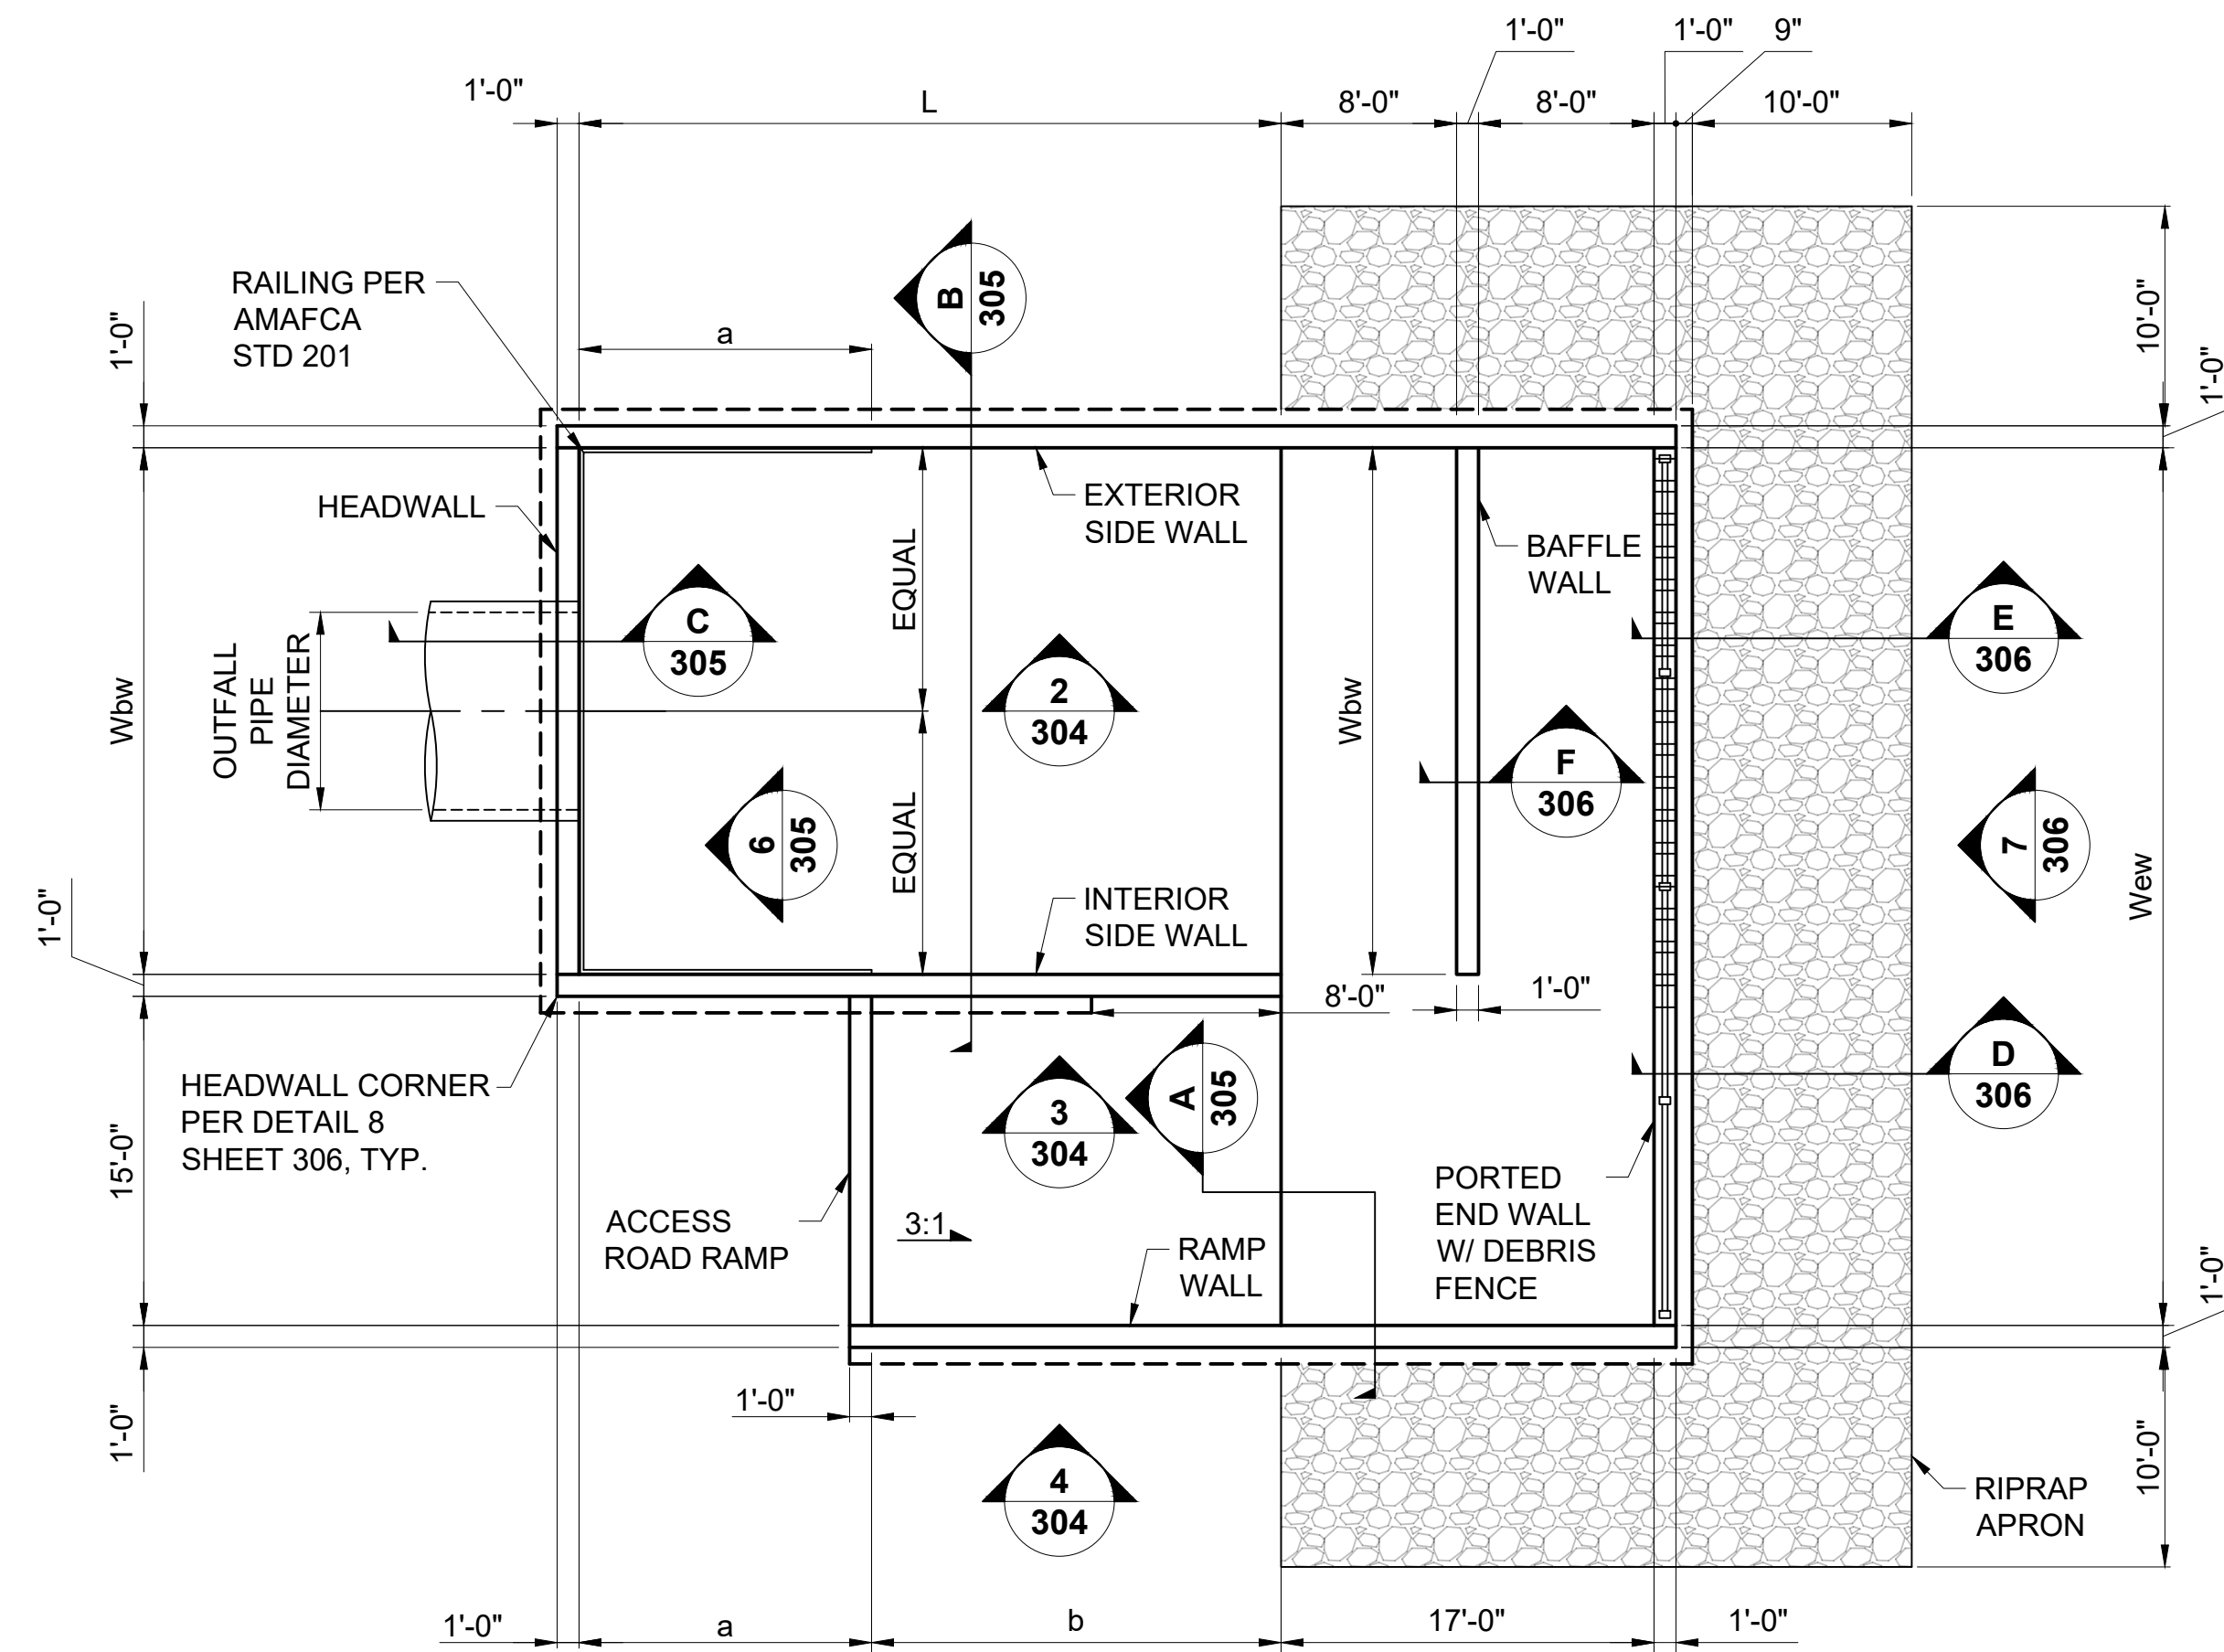 1'-0"
1'-0"
9"
1'-0"
L
8'-0"
8'-0"
10'-0"
RAILING PER
AMAFCA
STD 201
1'-0"
a
B
305
10'-0"
1'-0"
HEADWALL
EXTERIOR
SIDE WALL
BAFFLE
WALL
EQUAL
C
305
2
304
E
306
Wbw
OUTFALL
PIPE
DIAMETER
Wbw
F
306
6
305
EQUAL
7
306
Wew
1'-0"
INTERIOR
SIDE WALL
8'-0"
1'-0"
HEADWALL CORNER
PER DETAIL 8
SHEET 306, TYP.
3
304
A
305
D
306
15'-0"
ACCESS
ROAD RAMP
3:1
RAMP
WALL
PORTED
END WALL
W/ DEBRIS
FENCE
1'-0"
1'-0"
1'-0"
4
304
10'-0"
RIPRAP
APRON
1'-0"
a
b
17'-0"
1'-0"